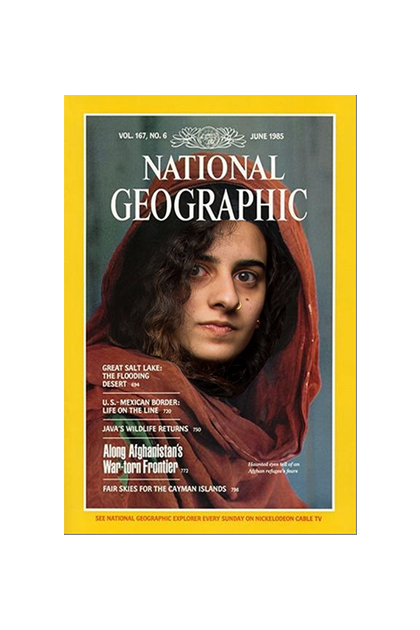 VOL. 167, NO. 6
JUNE 1985
NATIONAL
GEOGRAPHIC
GREAT SALT LAKE:
THE FLOODING
DESERT 694
U.S.-MEXICAN BORDER:
LIFE ON THE LINE 720
JAVA'S WILDLIFE RETURNS 750
Along Afghanistan's
War-torn Frontier 772
Haunted eyes tell of an
Afghan refugee's fears
FAIR SKIES FOR THE CAYMAN ISLANDS 798
SEE NATIONAL GEOGRAPHIC EXPLORER EVERY SUNDAY ON NICKELODEON CABLE TV